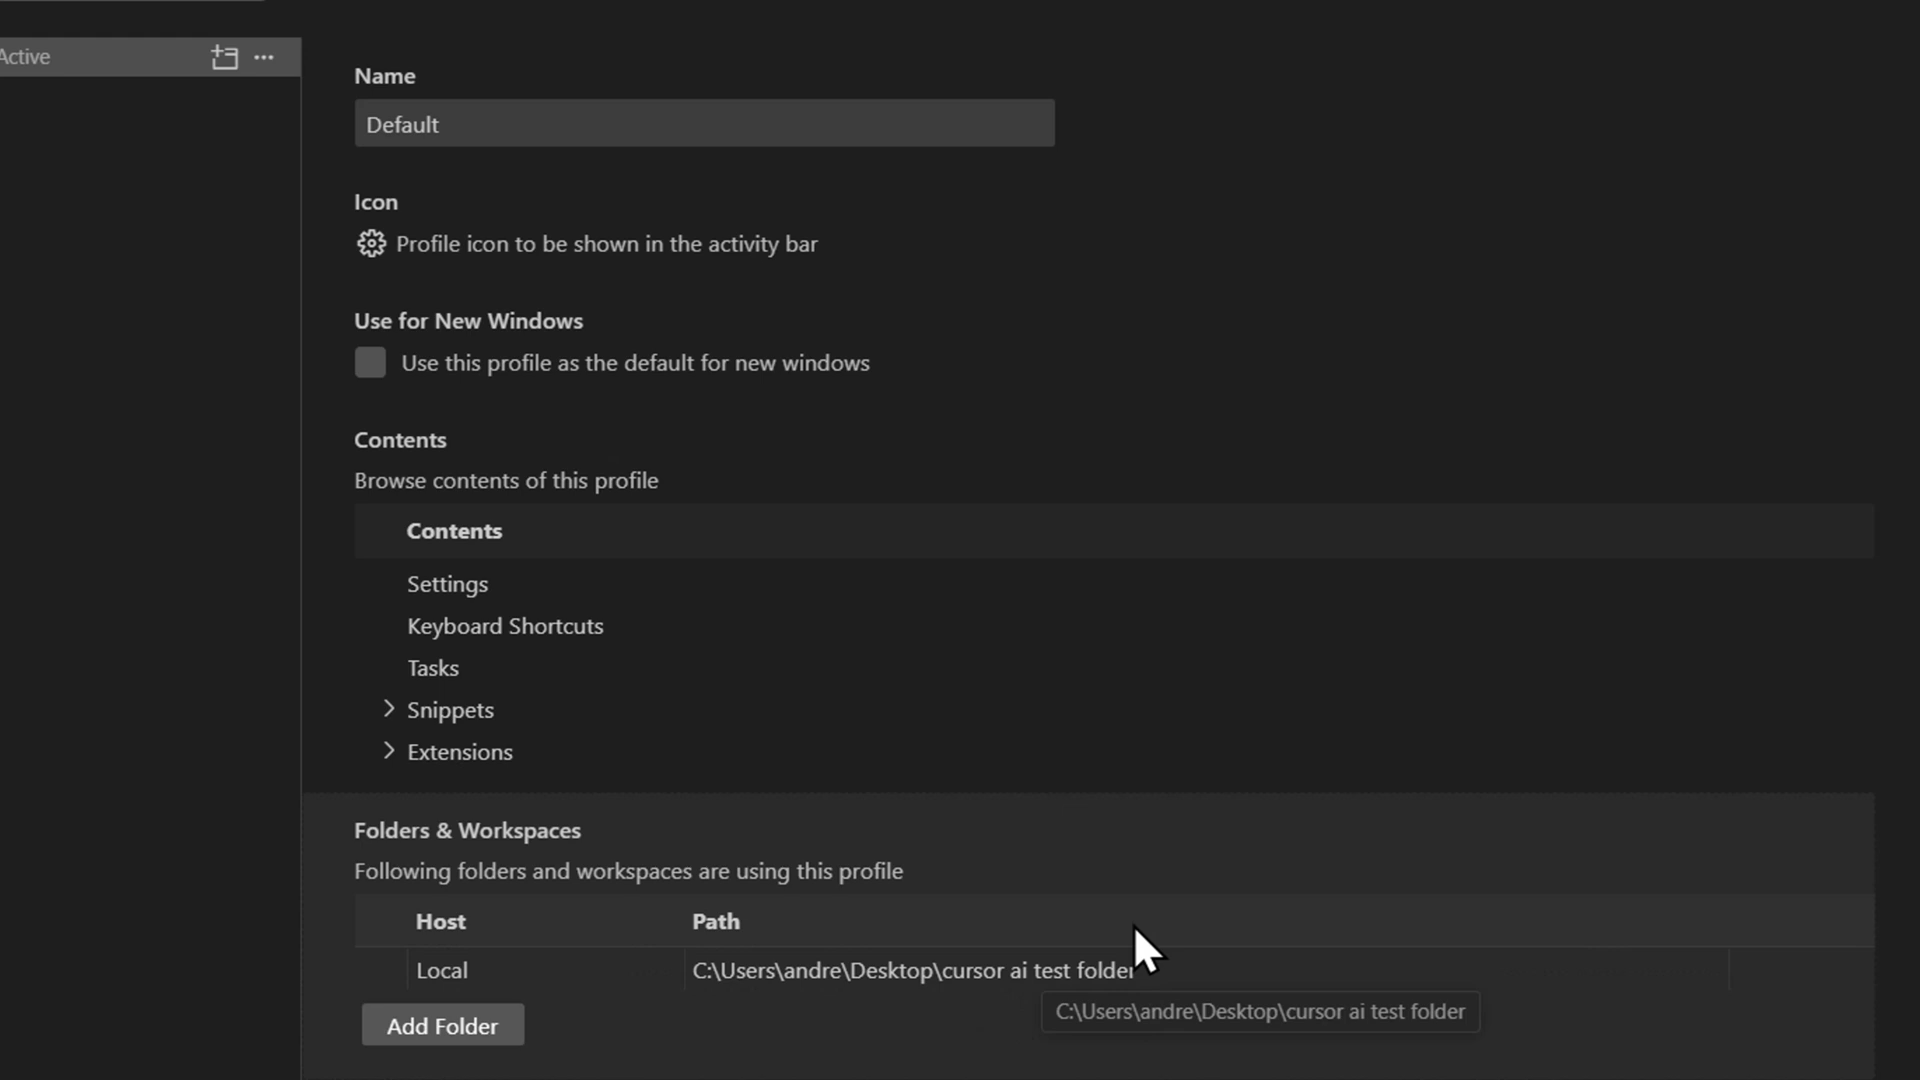 Active
Name
Default
Icon
Profile icon to be shown in the activity bar
Use for New Windows
Use this profile as the default for new windows
Contents
Browse contents of this profile
Contents
Settings
Keyboard Shortcuts
Tasks
Snippets
Extensions
Folders & Workspaces
Following folders and workspaces are using this profile
Host Path
Local C:\Users\andre\Desktop\cursor ai test folder
C:\Users\andre\Desktop\cursor ai test folder
Add Folder